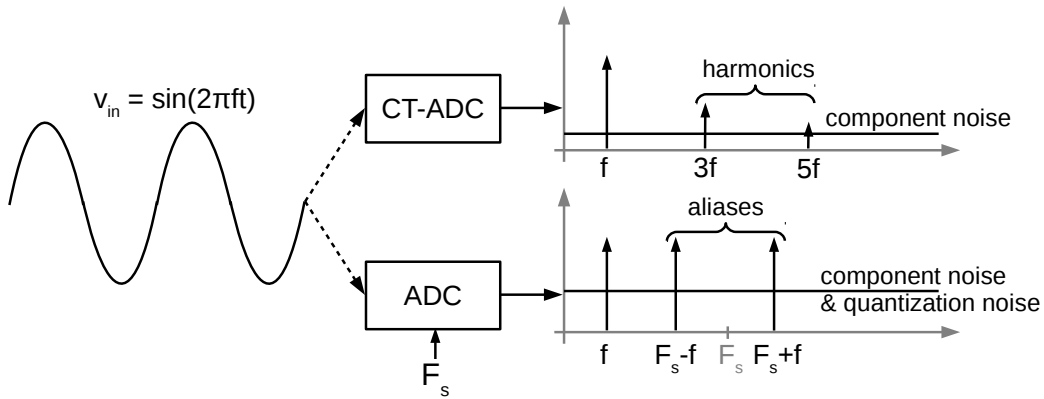 v_in = sin(2πft)
CT-ADC
harmonics
component noise
f 3f 5f
ADC
F_s
aliases
component noise
& quantization noise
f F_s-f F_s F_s+f